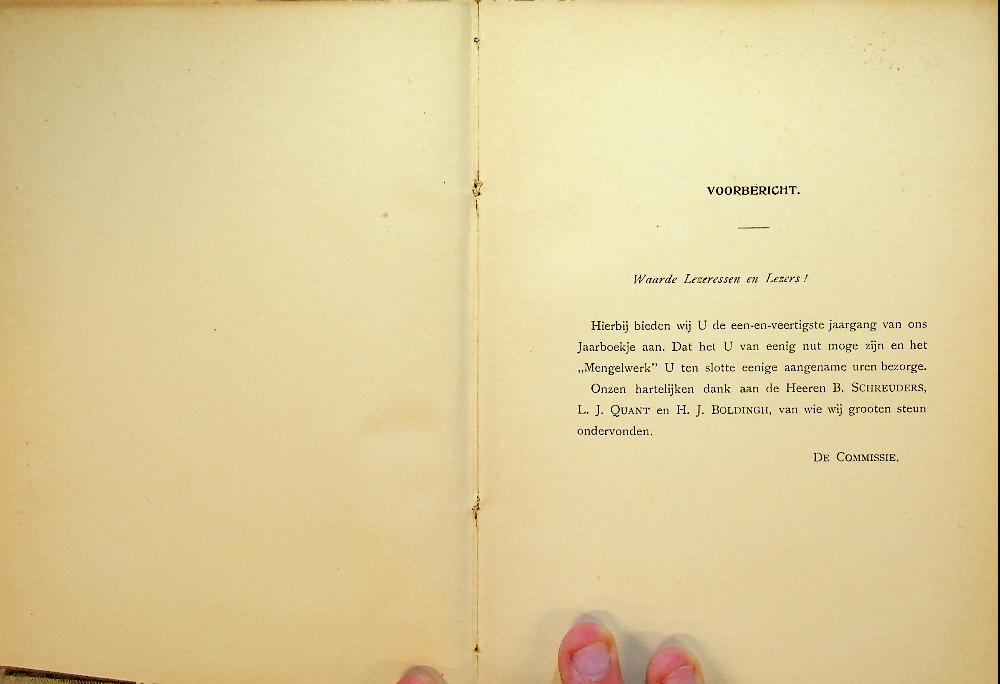 VOORBERICHT.
Waarde Lezeressen en Lezers !
Hierbij bieden wij U de een-en-veertigste jaargang van ons
Jaarboekje aan. Dat het U van eenig nut moge zijn en het
„Mengelwerk" U ten slotte eenige aangename uren bezorge.
Onzen hartelijken dank aan de Heeren B. SCHREUDERS,
L. J. QUANT en H. J. BOLDINGH, van wie wij grooten steun
ondervonden.
DE COMMISSIE.